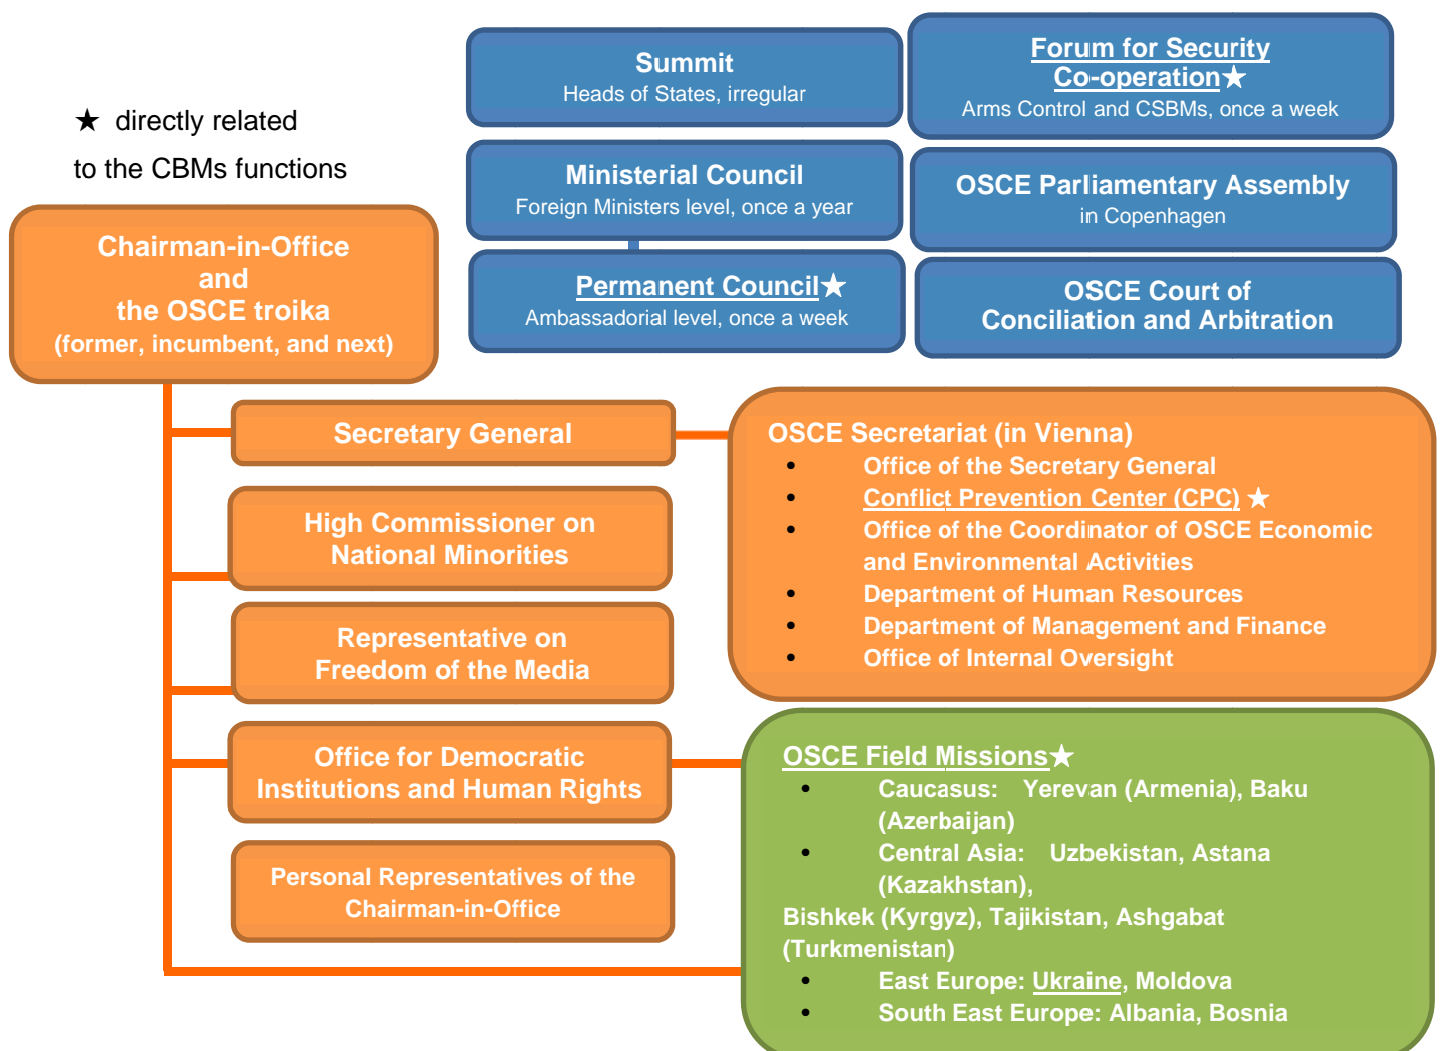 ★ directly related
to the CBMs functions
Summit
Heads of States, irregular
Ministerial Council
Foreign Ministers level, once a year
Permanent Council★
Ambassadorial level, once a week
Forum for Security
Co-operation★
Arms Control and CSBMs, once a week
OSCE Parliamentary Assembly
in Copenhagen
OSCE Court of
Conciliation and Arbitration
Chairman-in-Office
and
the OSCE troika
(former, incumbent, and next)
Secretary General
High Commissioner on
National Minorities
Representative on
Freedom of the Media
Office for Democratic
Institutions and Human Rights
Personal Representatives of the
Chairman-in-Office
OSCE Secretariat (in Vienna)
• Office of the Secretary General
• Conflict Prevention Center (CPC) ★
• Office of the Coordinator of OSCE Economic
and Environmental Activities
• Department of Human Resources
• Department of Management and Finance
• Office of Internal Oversight
OSCE Field Missions★
• Caucasus: Yerevan (Armenia), Baku
(Azerbaijan)
• Central Asia: Uzbekistan, Astana
(Kazakhstan),
Bishkek (Kyrgyz), Tajikistan, Ashgabat
(Turkmenistan)
• East Europe: Ukraine, Moldova
• South East Europe: Albania, Bosnia